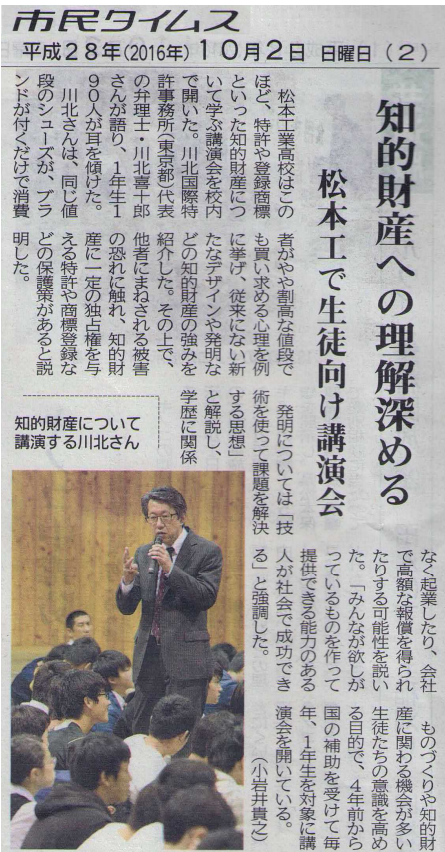 市民タイムス
平成28年(2016年)10月2日 日曜日 (2)
知的財産への理解深める
松本工で生徒向け講演会
松本工業高校はこの
ほど、特許や登録商標
といった知的財産につ
いて学ぶ講演会を校内
で開いた。川北国際特
許事務所（東京都）代表
の弁理士・川北喜十郎
さんが語り、1年生1
90人が耳を傾けた。
川北さんは、同じ値
段のシューズが、ブラ
ンドが付くだけで消費
者がやや割高な値段で
も買い求める心理を例
に挙げ、従来にない新
たなデザインや発明な
どの知的財産の強みを
紹介した。その上で、
他者にまねされる被害
の恐れに触れ、知的財
産に一定の独占権を与
える特許や商標登録な
どの保護策があると説
明した。
発明については「技
術を使って課題を解決
する思想」
と解説し、
学歴に関係
なく起業したり、会社
で高額な報償を得られ
たりする可能性を説い
た。「みんなが欲しが
っているものを作って
提供できる能力のある
人が社会で成功でき
る」と強調した。
ものづくりや知的財
産に関わる機会が多い
生徒たちの意識を高め
る目的で、4年前から
国の補助を受けて毎
年、1年生を対象に講
演会を開いている。
（小岩井貴之）
知的財産について
講演する川北さん